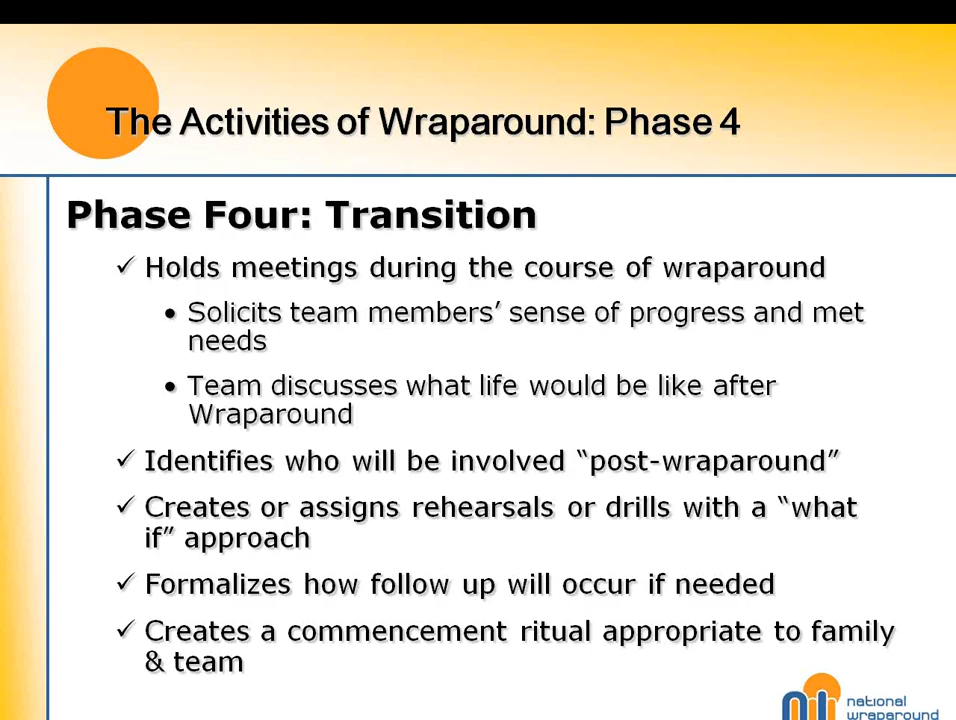 The Activities of Wraparound: Phase 4
Phase Four: Transition
✓ Holds meetings during the course of wraparound
• Solicits team members’ sense of progress and met
needs
• Team discusses what life would be like after
Wraparound
✓ Identifies who will be involved “post-wraparound”
✓ Creates or assigns rehearsals or drills with a “what
if” approach
✓ Formalizes how follow up will occur if needed
✓ Creates a commencement ritual appropriate to family
& team
national
wraparound